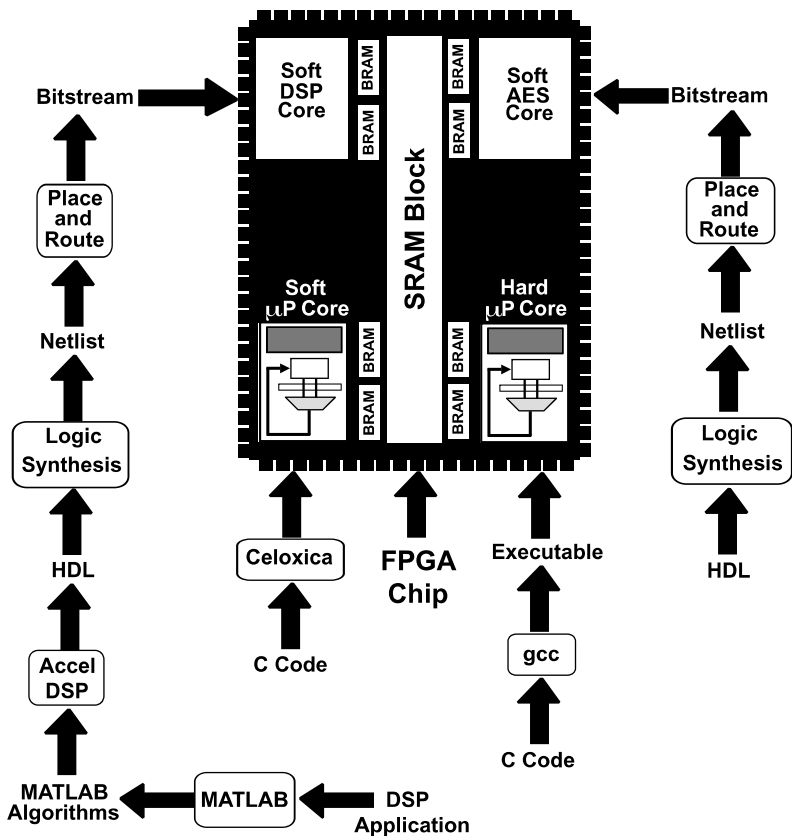 Soft
DSP
Core
BRAM
BRAM
SRAM Block
BRAM
BRAM
Soft
AES
Core
Bitstream
Bitstream
Place
and
Route
Place
and
Route
Soft
μP Core
Hard
μP Core
Netlist
Netlist
BRAM
BRAM
BRAM
BRAM
Logic
Synthesis
Logic
Synthesis
HDL
Celoxica
FPGA
Chip
Executable
HDL
Accel
DSP
C Code
gcc
C Code
MATLAB
Algorithms
MATLAB
DSP
Application